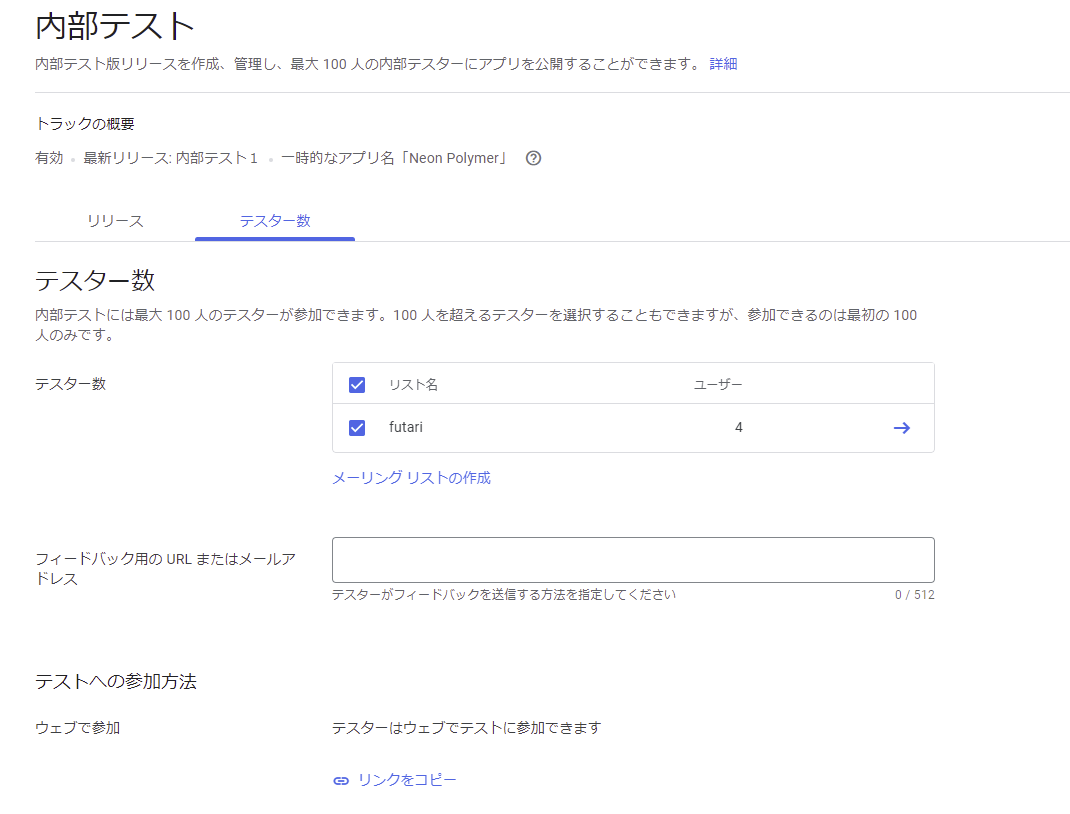 内部テスト
内部テスト版リリースを作成、管理し、最大 100 人の内部テスターにアプリを公開することができます。 詳細
トラックの概要
有効 • 最新リリース: 内部テスト 1 • 一時的なアプリ名「Neon Polymer」 ?
リリース テスター数
テスター数
内部テストには最大 100 人のテスターが参加できます。100 人を超えるテスターを選択することもできますが、参加できるのは最初の 100
人のみです。
テスター数
リスト名 ユーザー
futari 4
メーリング リストの作成
フィードバック用の URL またはメールア
ドレス
テスターがフィードバックを送信する方法を指定してください 0 / 512
テストへの参加方法
ウェブで参加 テスターはウェブでテストに参加できます
リンクをコピー